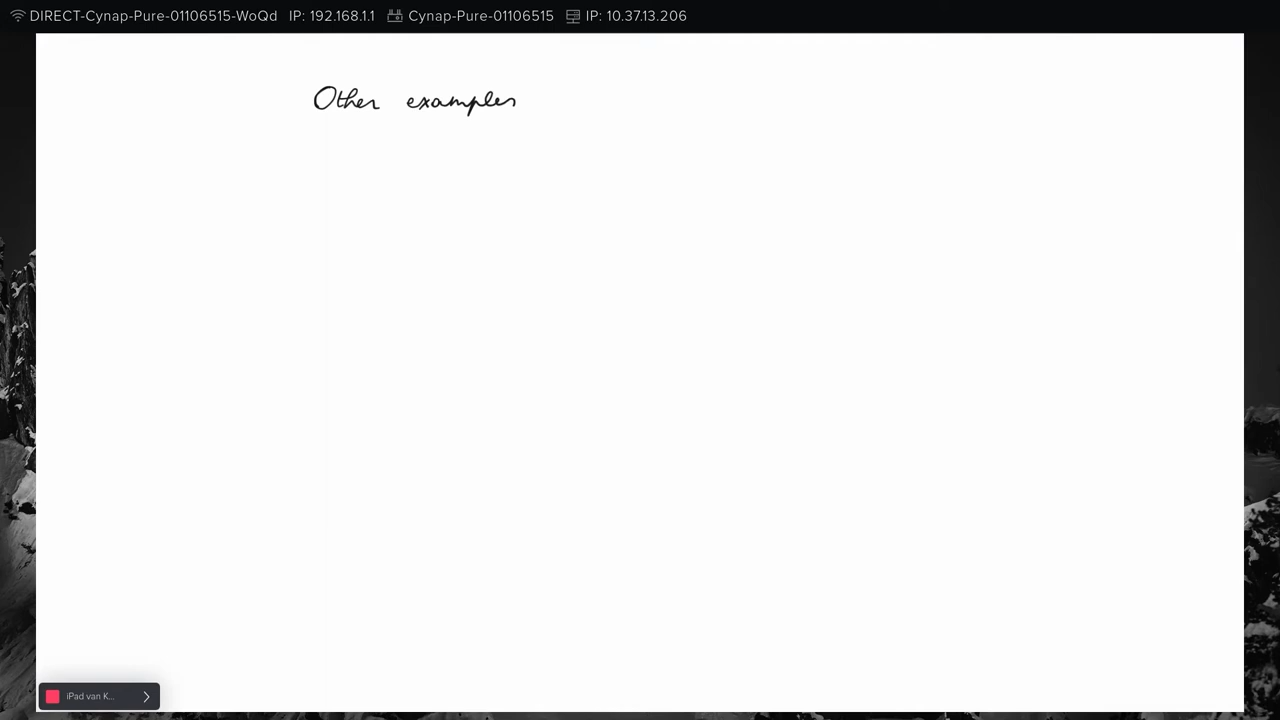 DIRECT-Cynap-Pure-01106515-WoQd IP: 192.168.1.1 Cynap-Pure-01106515 IP: 10.37.13.206
Other examples
iPad van K...